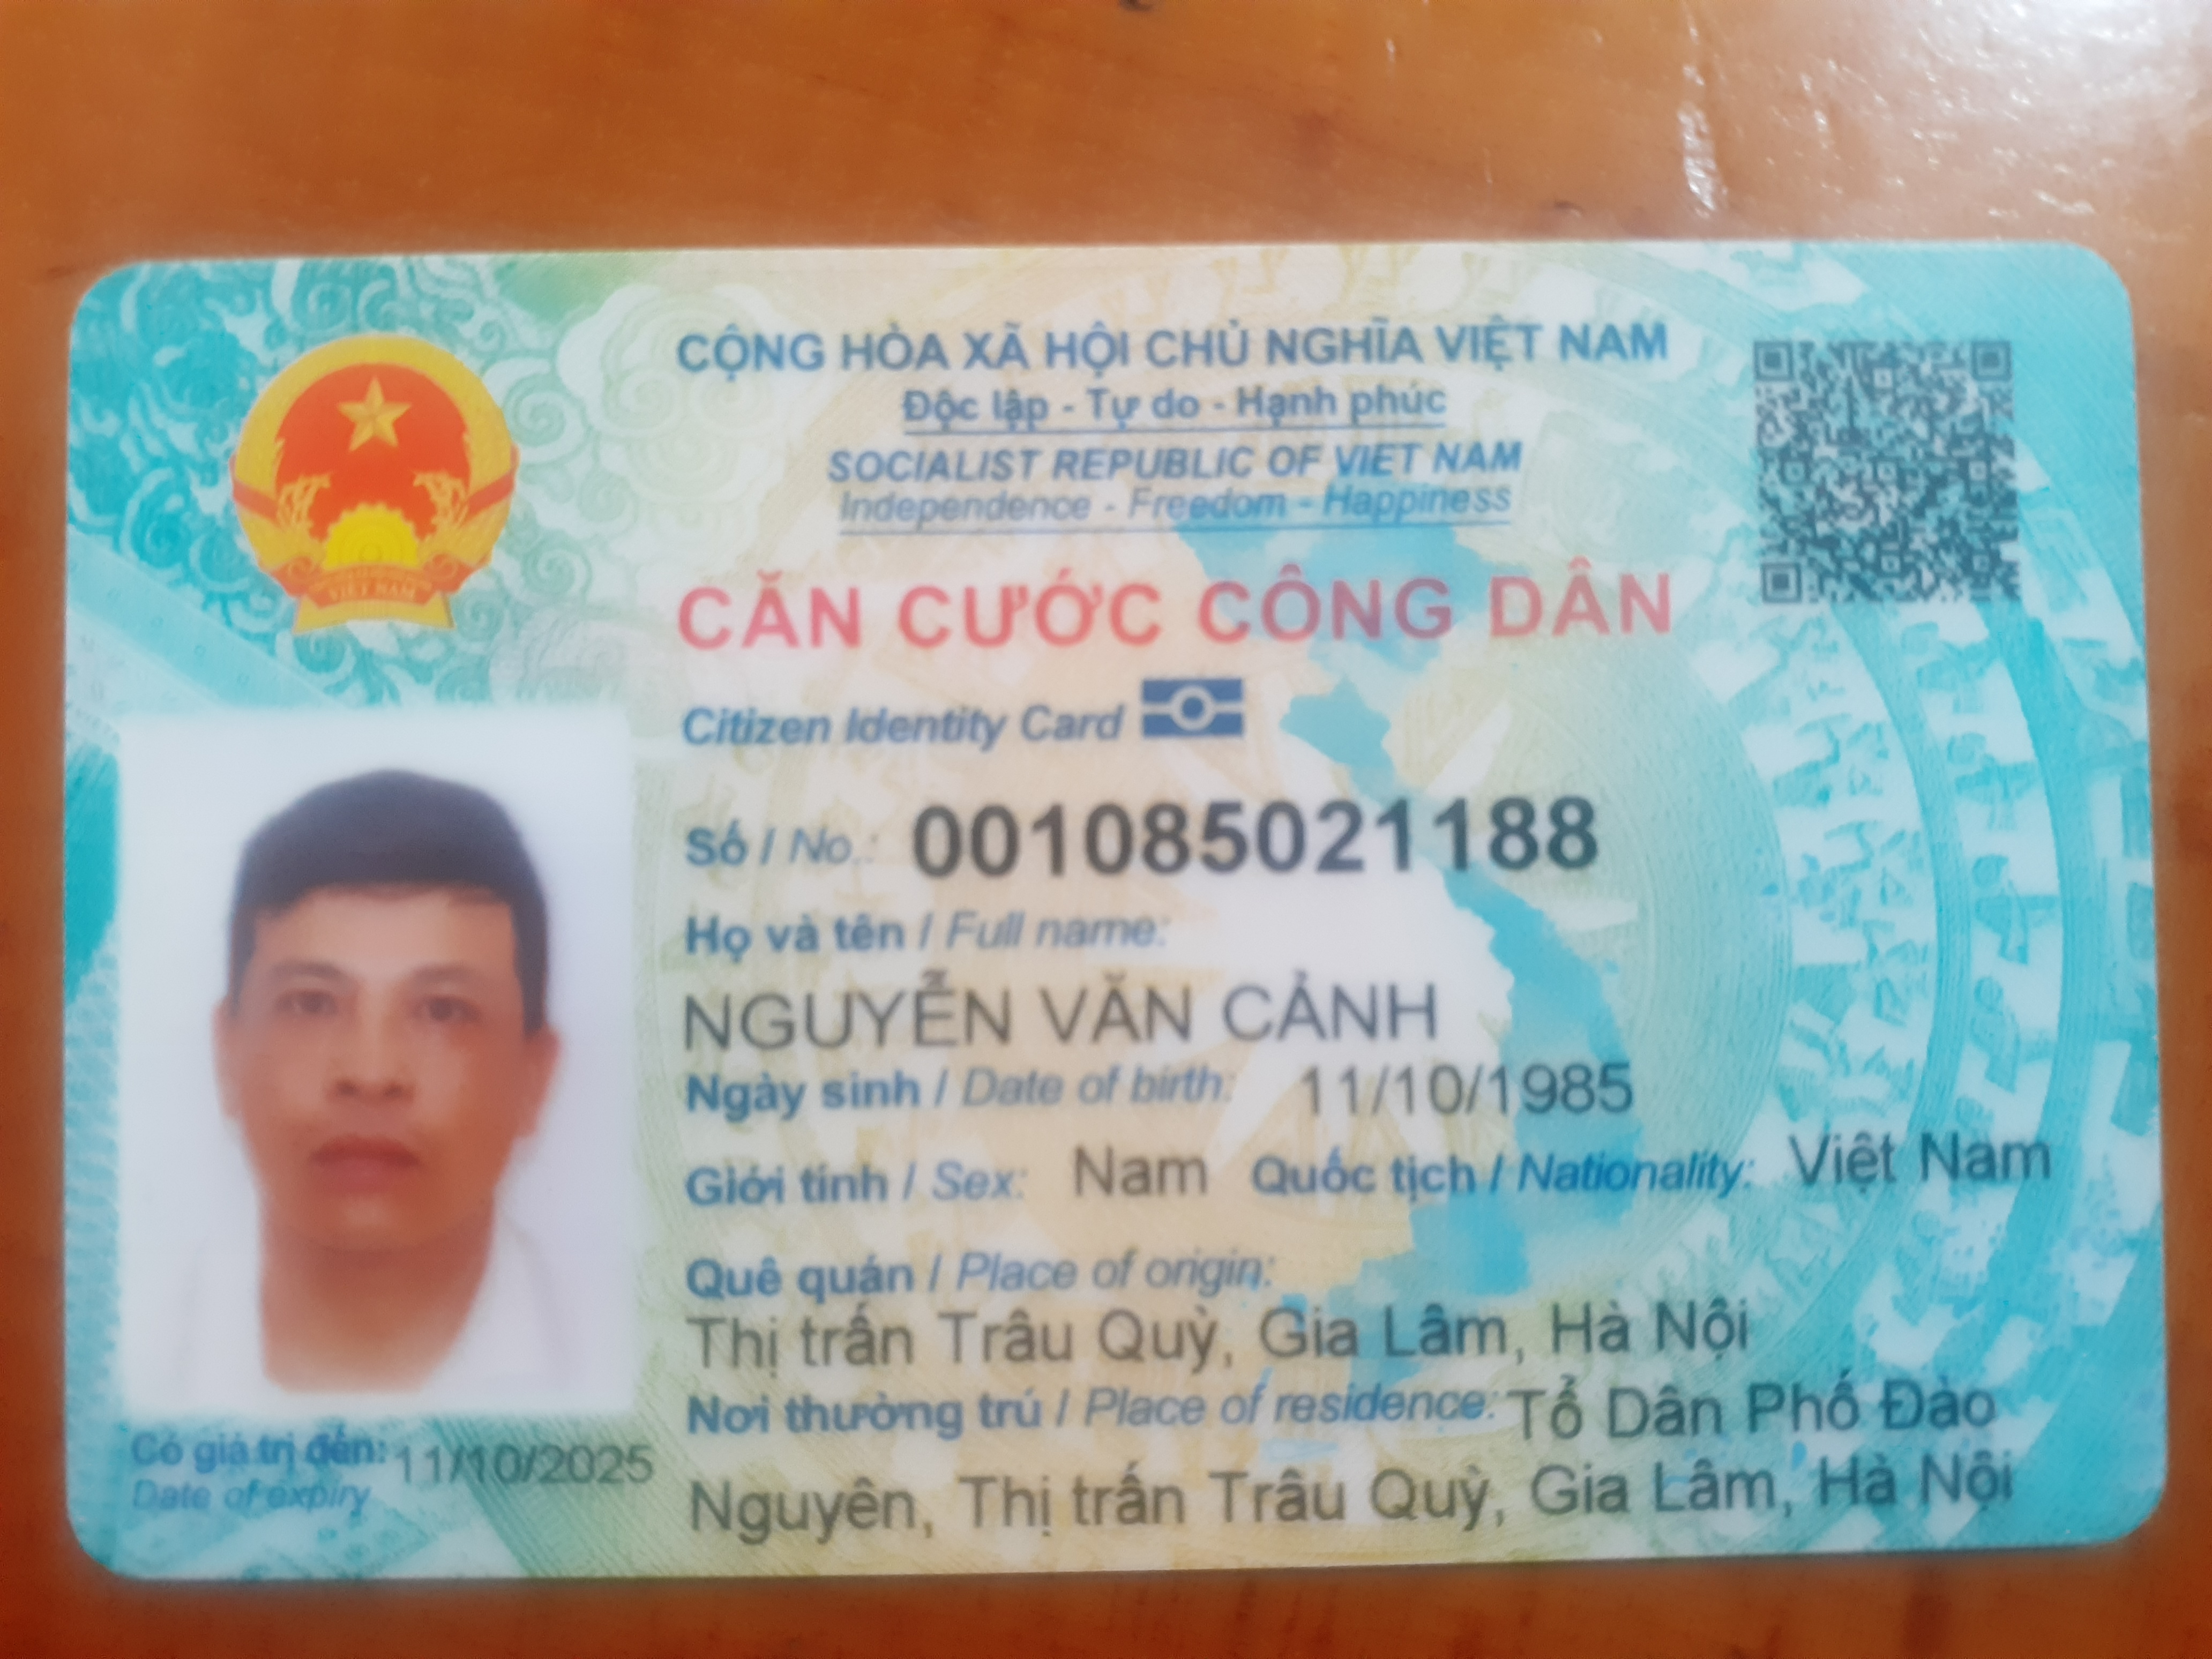 CỘNG HÒA XÃ HỘI CHỦ NGHĨA VIỆT NAM
Độc lập - Tự do - Hạnh phúc
SOCIALIST REPUBLIC OF VIET NAM
Independence - Freedom - Happiness
VIỆT NAM
CĂN CƯỚC CÔNG DÂN
Citizen Identity Card
Số / No.: 001085021188
Họ và tên / Full name:
NGUYỄN VĂN CẢNH
Ngày sinh / Date of birth: 11/10/1985
Giới tính / Sex: Nam Quốc tịch / Nationality: Việt Nam
Quê quán / Place of origin:
Thị trấn Trâu Quỳ, Gia Lâm, Hà Nội
Nơi thường trú / Place of residence: Tổ Dân Phố Đào
Nguyên, Thị trấn Trâu Quỳ, Gia Lâm, Hà Nội
Có giá trị đến: 11/10/2025
Date of expiry